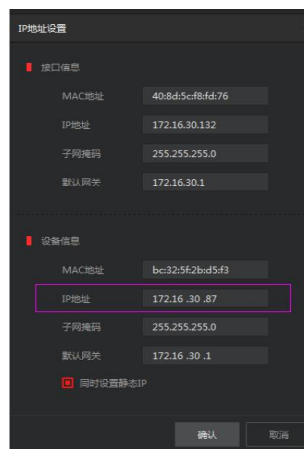 IP地址设置
接口信息
MAC地址 40:8d:5c:f8:fd:76
IP地址 172.16.30.132
子网掩码 255.255.255.0
默认网关 172.16.30.1
设备信息
MAC地址 bc:32:5f:2b:d5:f3
IP地址 172.16 .30 .87
子网掩码 255.255.255.0
默认网关 172.16 .30 .1
同时设置静态IP
确认 取消